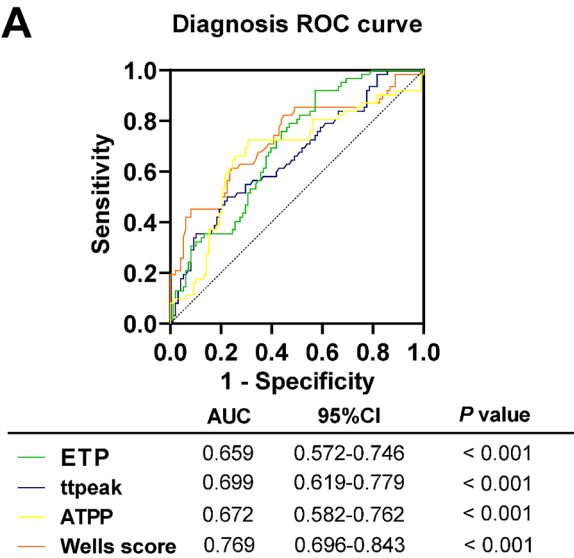 A
Diagnosis ROC curve
Sensitivity
1.0
0.8
0.6
0.4
0.2
0.0
0.0 0.2 0.4 0.6 0.8 1.0
1 - Specificity
AUC 95%CI P value
ETP 0.659 0.572-0.746 < 0.001
ttpeak 0.699 0.619-0.779 < 0.001
ATPP 0.672 0.582-0.762 < 0.001
Wells score 0.769 0.696-0.843 < 0.001